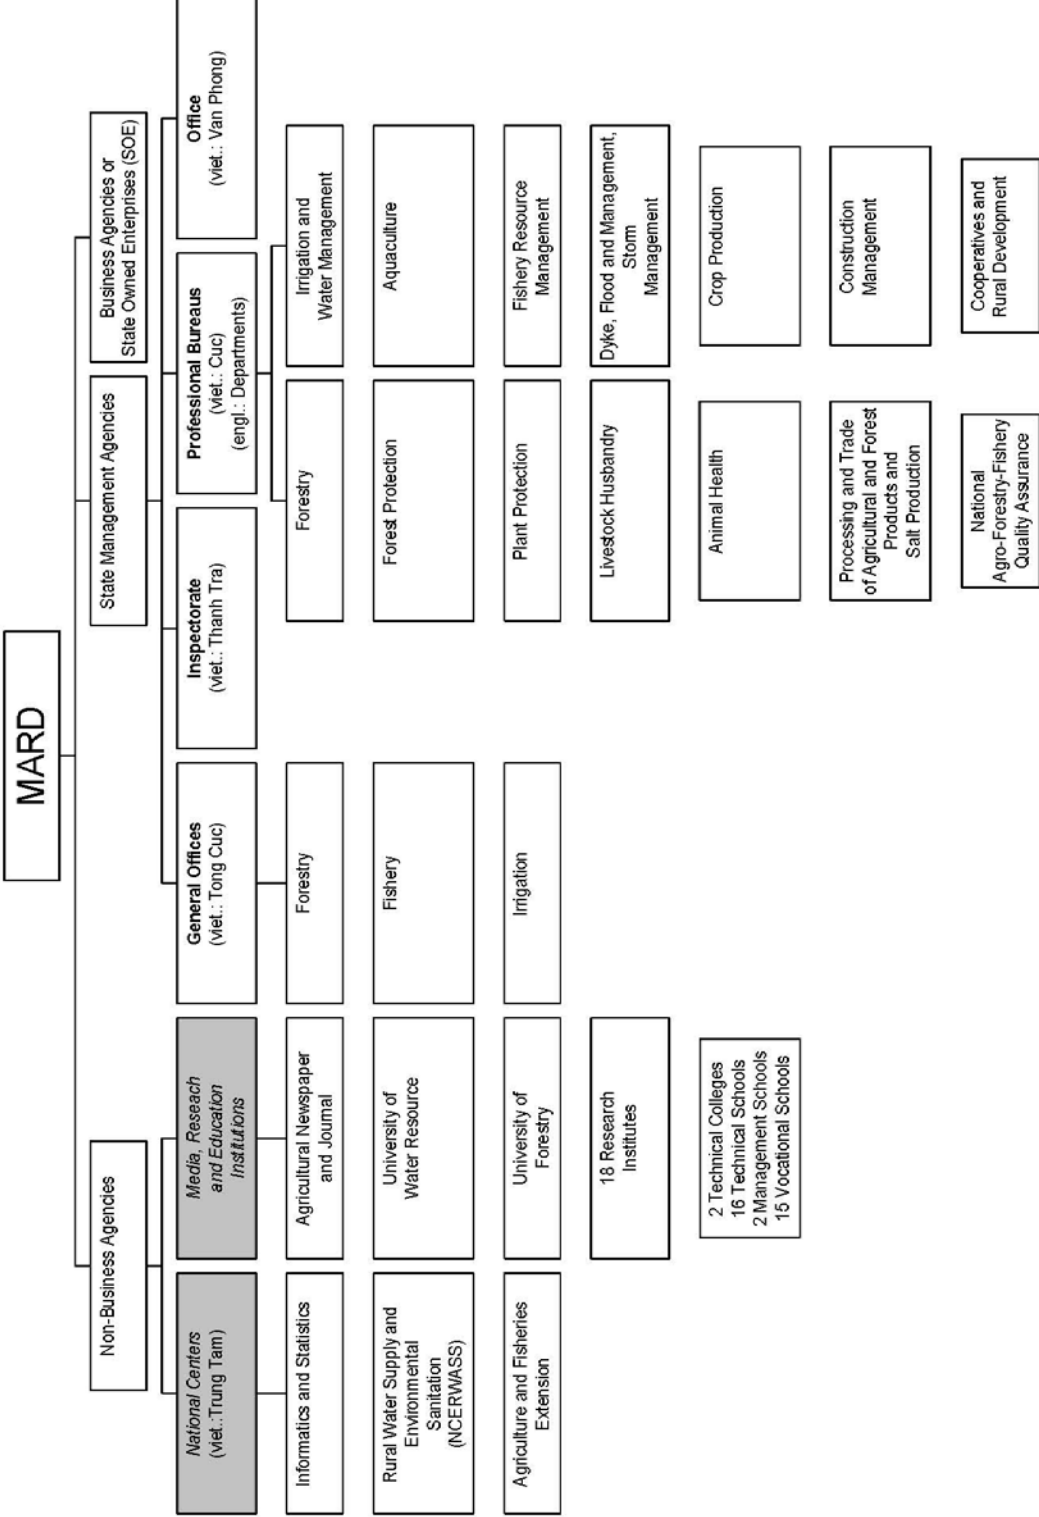 MARD
Non-Business Agencies
State Management Agencies
Business Agencies or
State Owned Enterprises (SOE)
National Centers
(viet.:Trung Tam)
Media, Reseach
and Education
Institutions
General Offices
(viet.: Tong Cuc)
Inspectorate
(viet.: Thanh Tra)
Professional Bureaus
(viet.: Cuc)
(engl.: Departments)
Office
(viet.: Van Phong)
Informatics and Statistics
Rural Water Supply and
Environmental
Sanitation
(NCERWASS)
Agriculture and Fisheries
Extension
Agricultural Newspaper
and Journal
University of
Water Resource
University of
Forestry
18 Research
Institutes
2 Technical Colleges
16 Technical Schools
2 Management Schools
15 Vocational Schools
Forestry
Fishery
Irrigation
Forestry
Forest Protection
Plant Protection
Livestock Husbandry
Animal Health
Processing and Trade
of Agricultural and Forest
Products and
Salt Production
National
Agro-Forestry-Fishery
Quality Assurance
Irrigation and
Water Management
Aquaculture
Fishery Resource
Management
Dyke, Flood and Management,
Storm
Management
Crop Production
Construction
Management
Cooperatives and
Rural Development